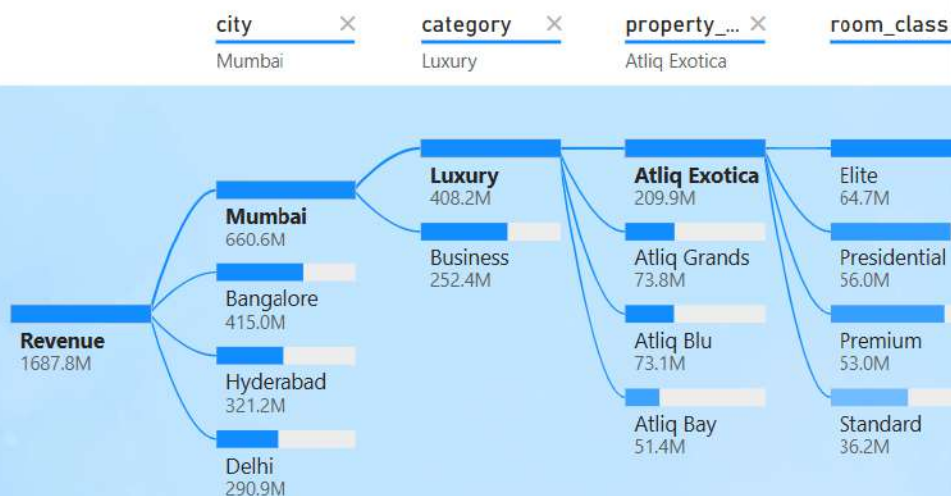 city × category × property_... × room_class
Mumbai Luxury Atliq Exotica
Revenue
1687.8M
Mumbai
660.6M
Bangalore
415.0M
Hyderabad
321.2M
Delhi
290.9M
Luxury
408.2M
Business
252.4M
Atliq Exotica
209.9M
Atliq Grands
73.8M
Atliq Blu
73.1M
Atliq Bay
51.4M
Elite
64.7M
Presidential
56.0M
Premium
53.0M
Standard
36.2M